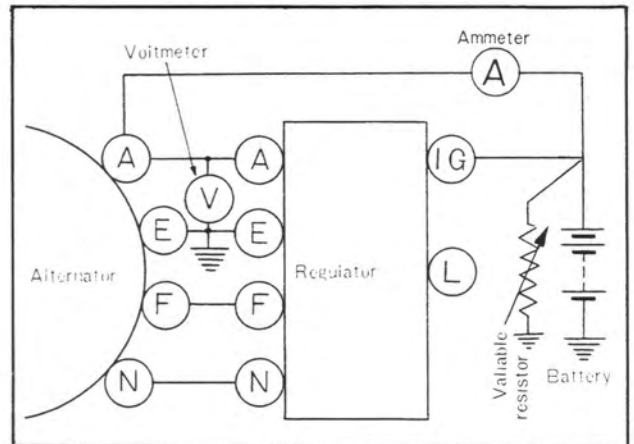 Voitmeter
Ammeter
A
A
A
IG
V
E
E
Alternator
Reguiator
L
F
F
N
N
Valiable
resistor
Battery